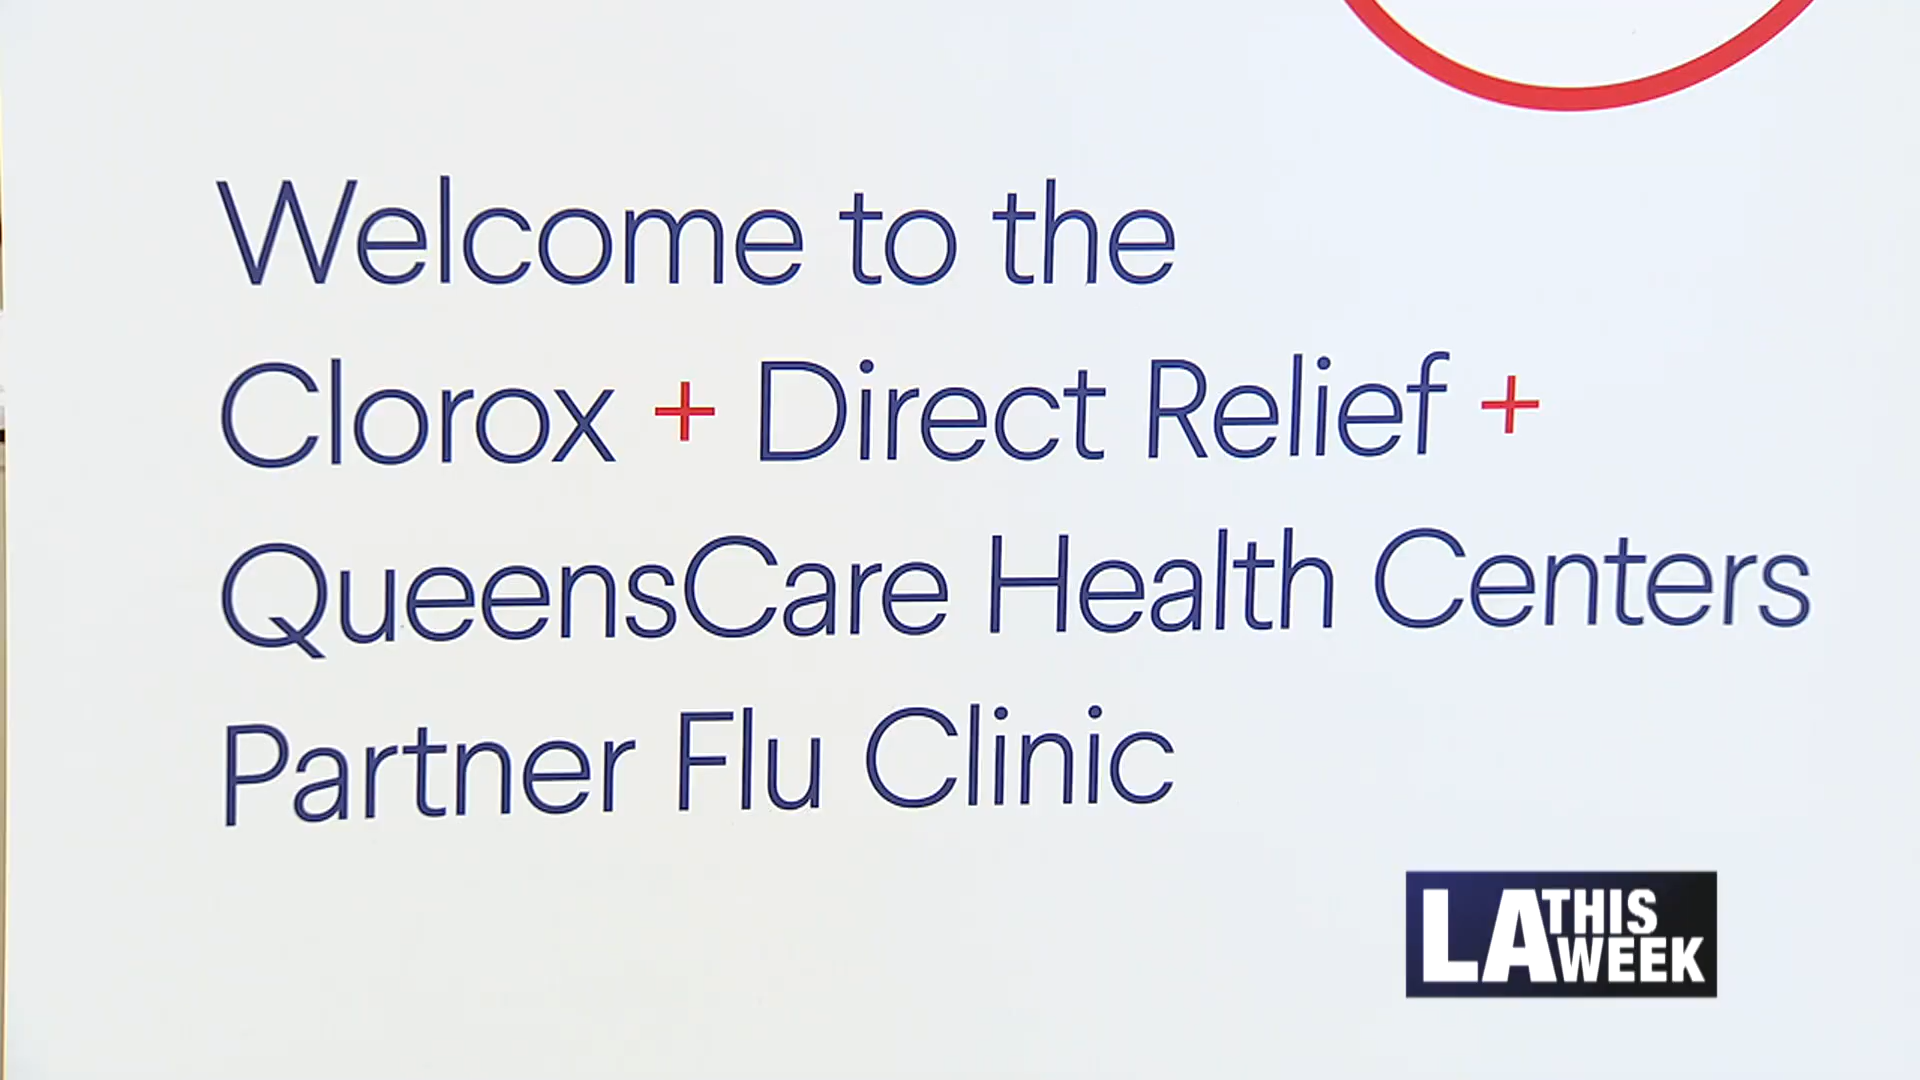 Welcome to the
Clorox + Direct Relief +
QueensCare Health Centers
Partner Flu Clinic
LA THIS WEEK